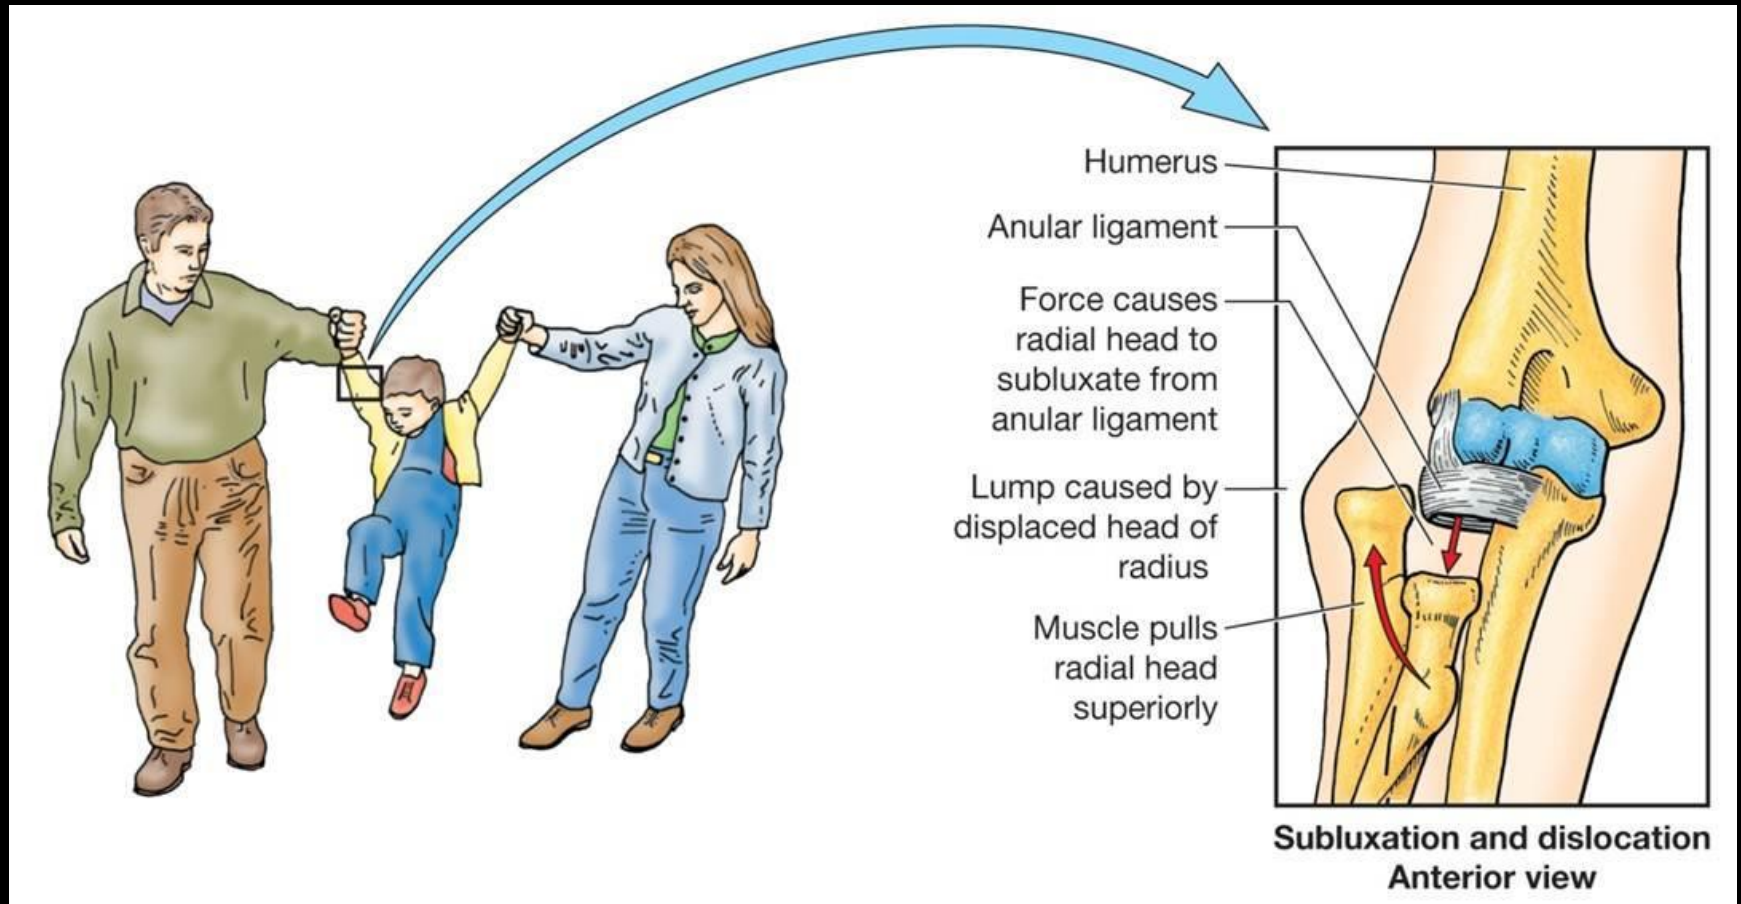 Humerus
Anular ligament
Force causes
radial head to
subluxate from
anular ligament
Lump caused by
displaced head of
radius
Muscle pulls
radial head
superiorly
Subluxation and dislocation
Anterior view